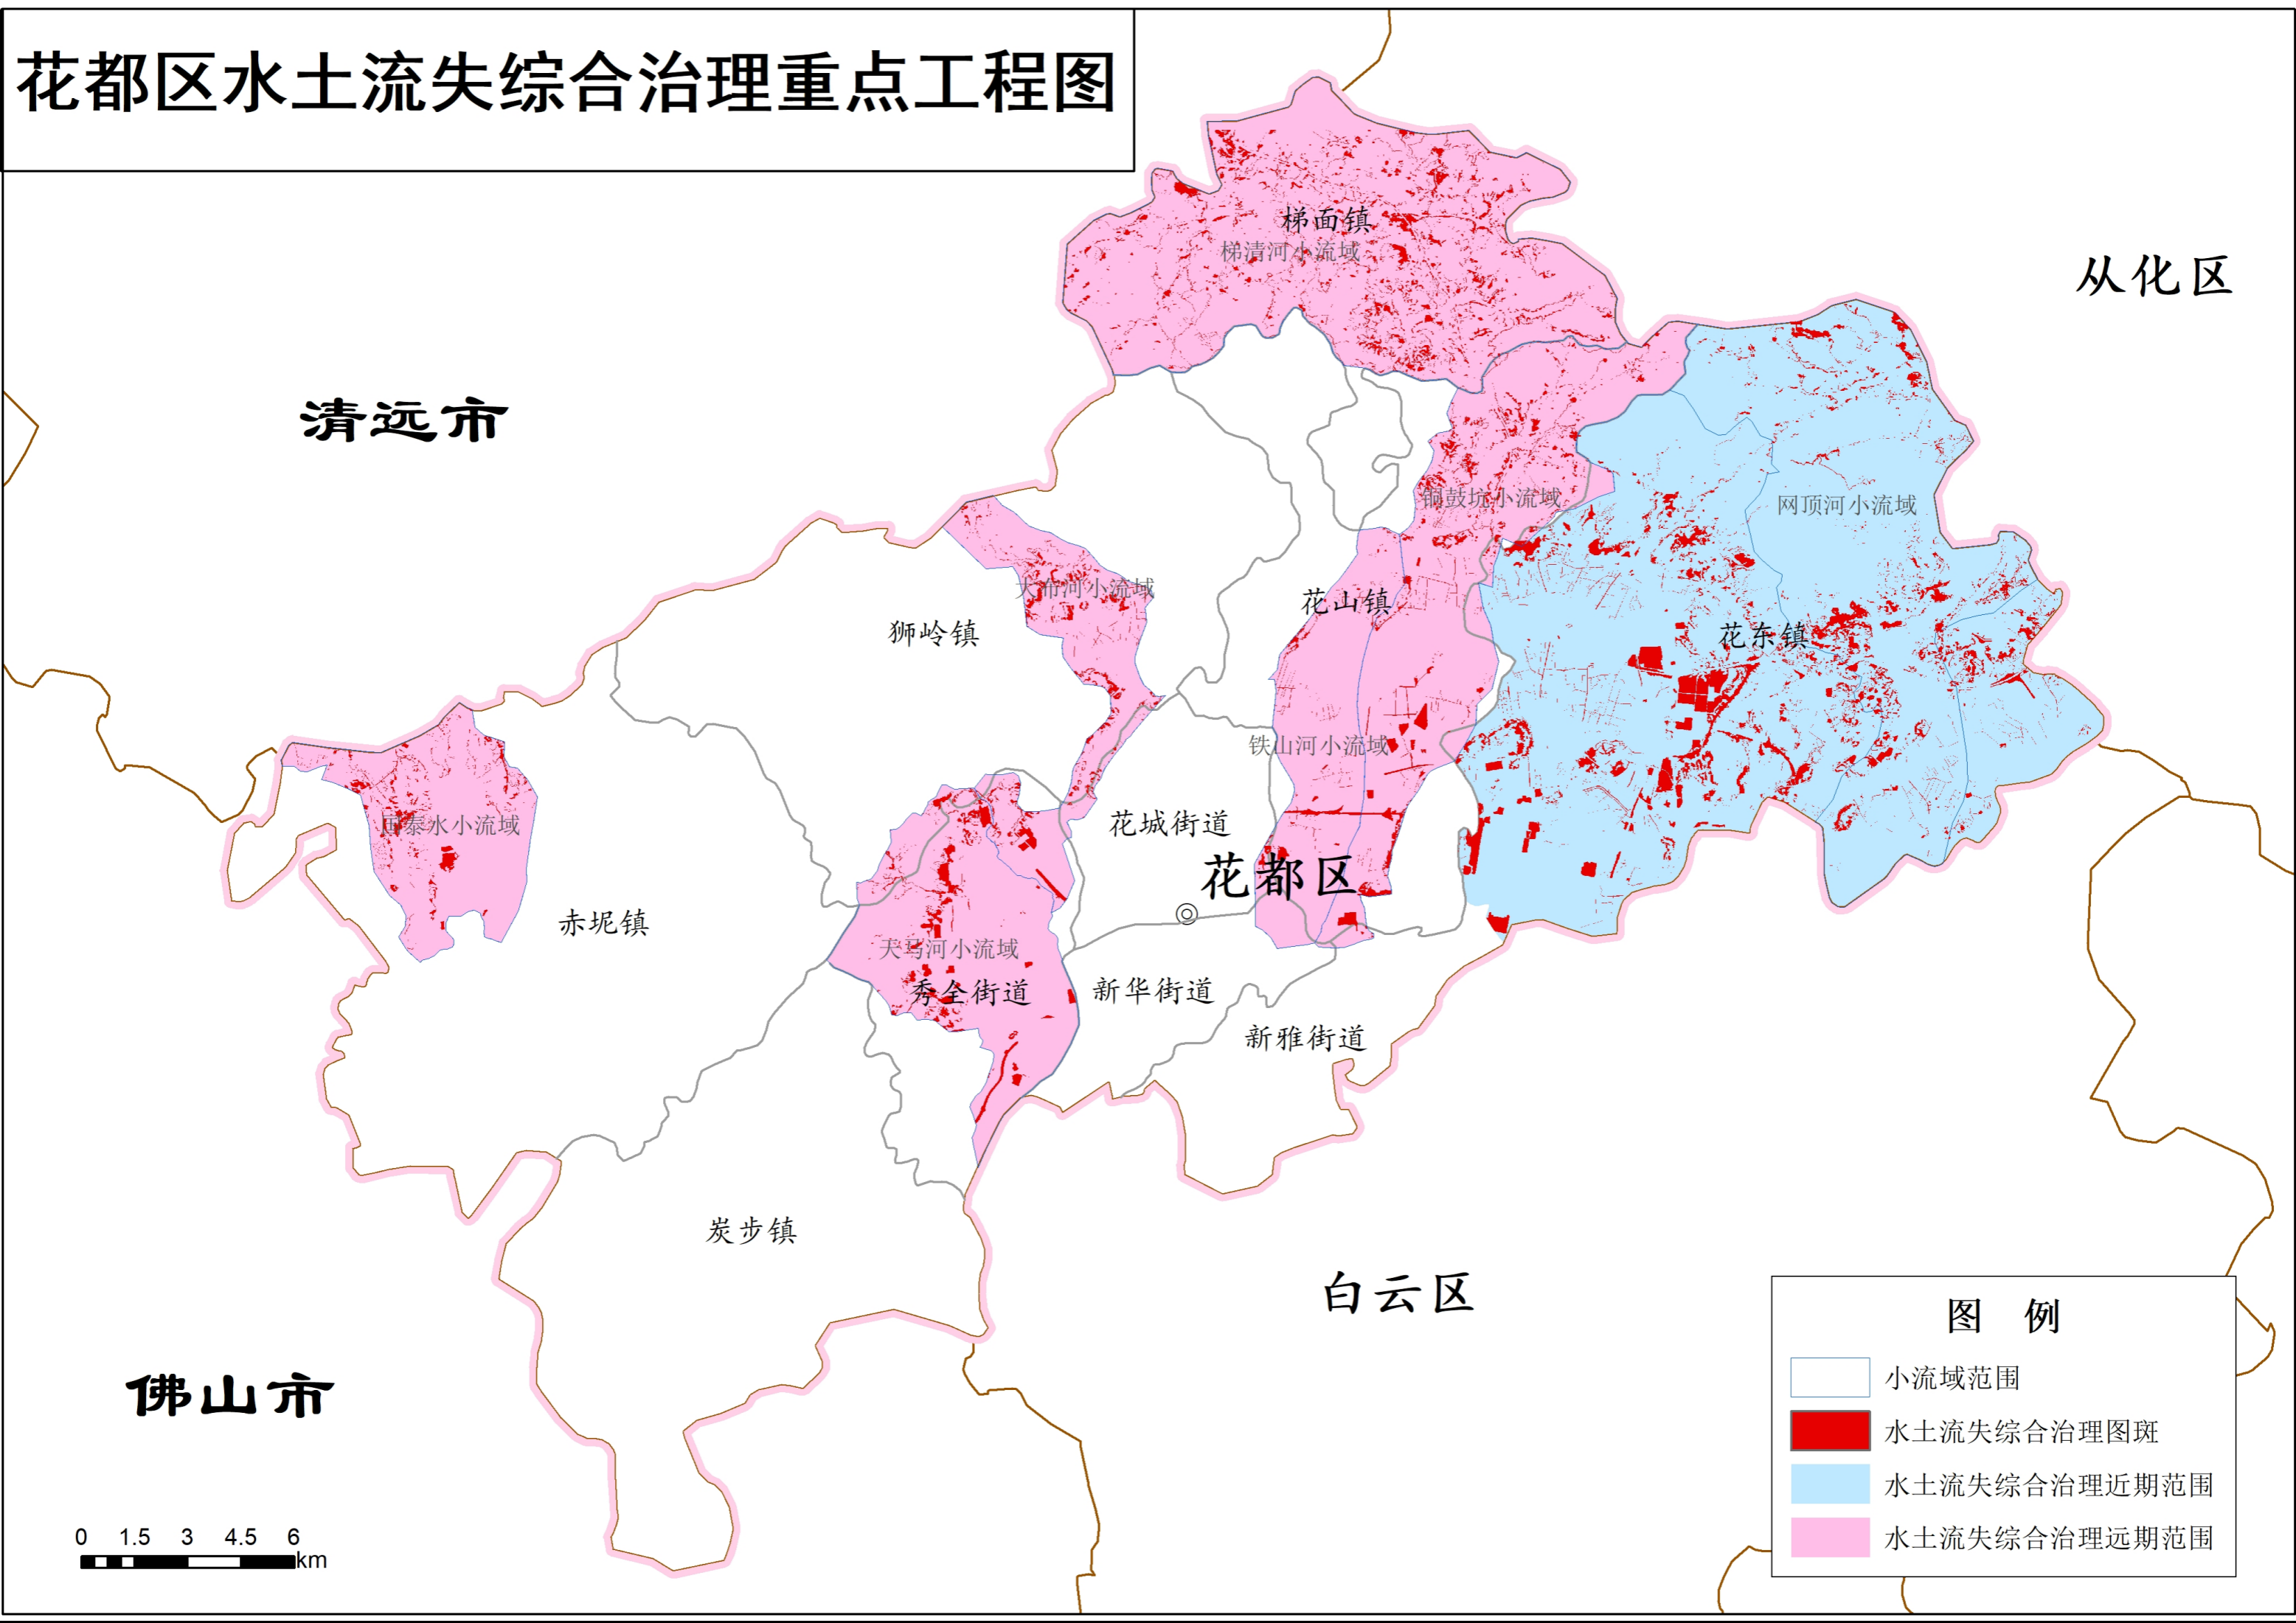 花都区水土流失综合治理重点工程图
梯面镇
梯清河小流域
从化区
清远市
铜鼓坑小流域
网顶河小流域
大布河小流域
花山镇
狮岭镇
花东镇
铁山河小流域
花城街道
泰水小流域
花都区
赤坭镇
天马河小流域
秀全街道
新华街道
新雅街道
炭步镇
白云区
佛山市
图 例
小流域范围
水土流失综合治理图斑
水土流失综合治理近期范围
水土流失综合治理远期范围
0 1.5 3 4.5 6
km